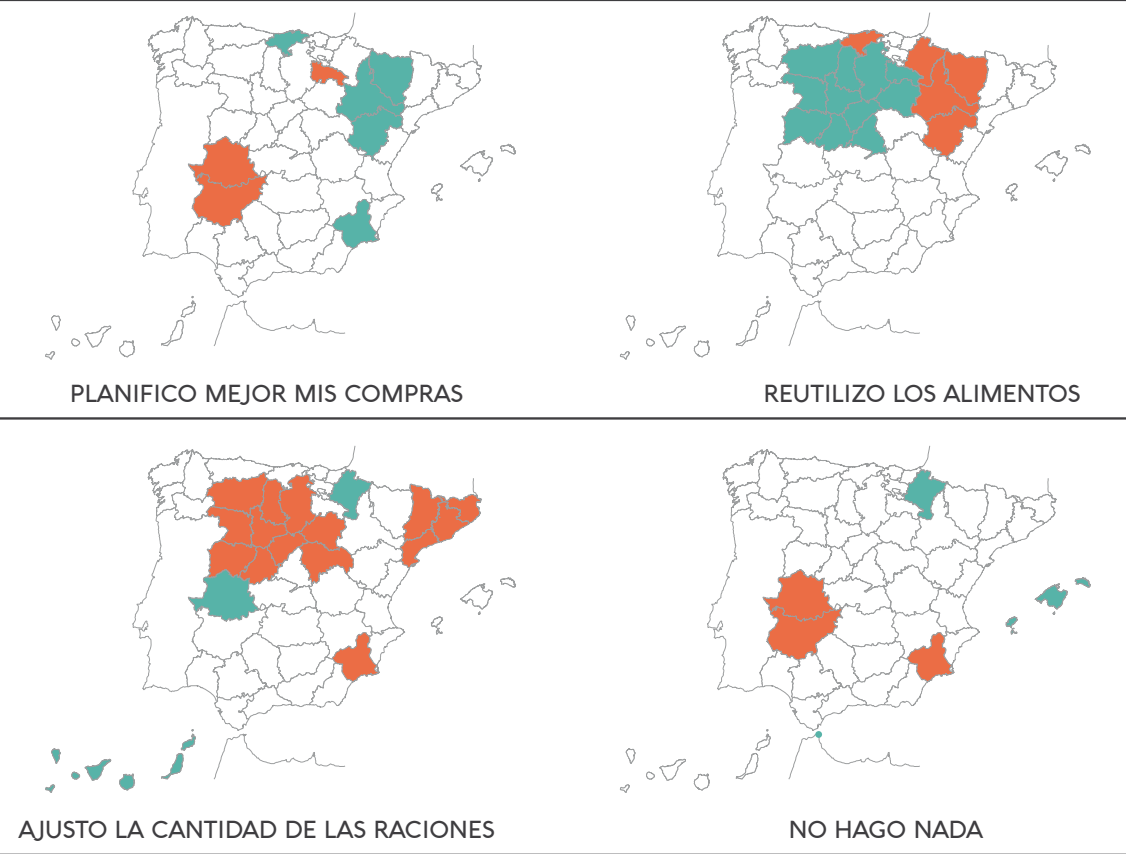 PLANIFICO MEJOR MIS COMPRAS
REUTILIZO LOS ALIMENTOS
AJUSTO LA CANTIDAD DE LAS RACIONES
NO HAGO NADA